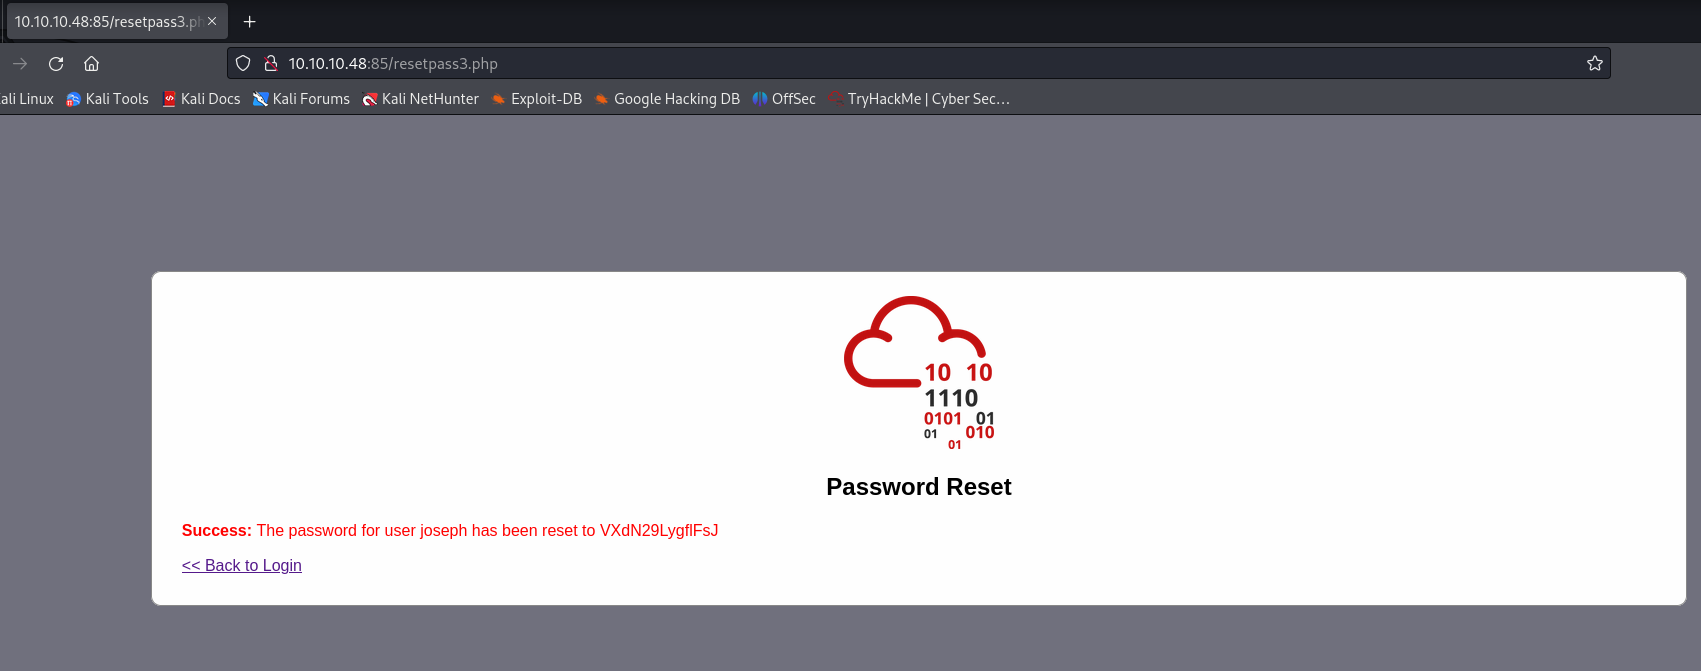 10.10.10.48:85/resetpass3.ph
10.10.10.48:85/resetpass3.php
ali Linux Kali Tools Kali Docs Kali Forums Kali NetHunter Exploit-DB Google Hacking DB OffSec TryHackMe | Cyber Sec…
10 10
1110
0101 01
01 010
01
Password Reset
Success: The password for user joseph has been reset to VXdN29LygflFsJ
<< Back to Login